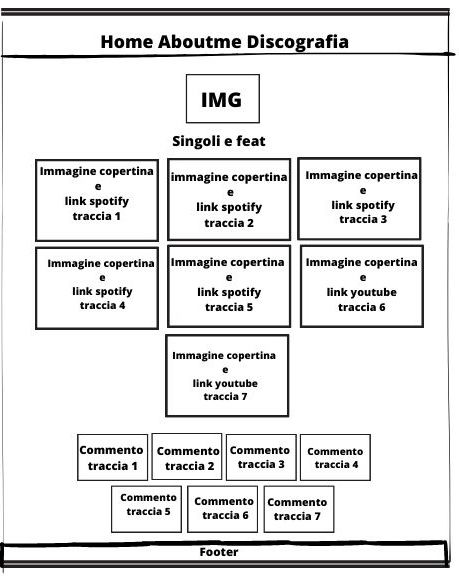 Home Aboutme Discografia
IMG
Singoli e feat
Immagine copertina
e
link spotify
traccia 1
immagine copertina
e
link spotify
traccia 2
Immagine copertina
e
link spotify
traccia 3
Immagine copertina
e
link spotify
traccia 4
Immagine copertina
e
link spotify
traccia 5
Immagine copertina
e
link youtube
traccia 6
Immagine copertina
e
link youtube
traccia 7
Commento
traccia 1
Commento
traccia 2
Commento
traccia 3
Commento
traccia 4
Commento
traccia 5
Commento
traccia 6
Commento
traccia 7
Footer